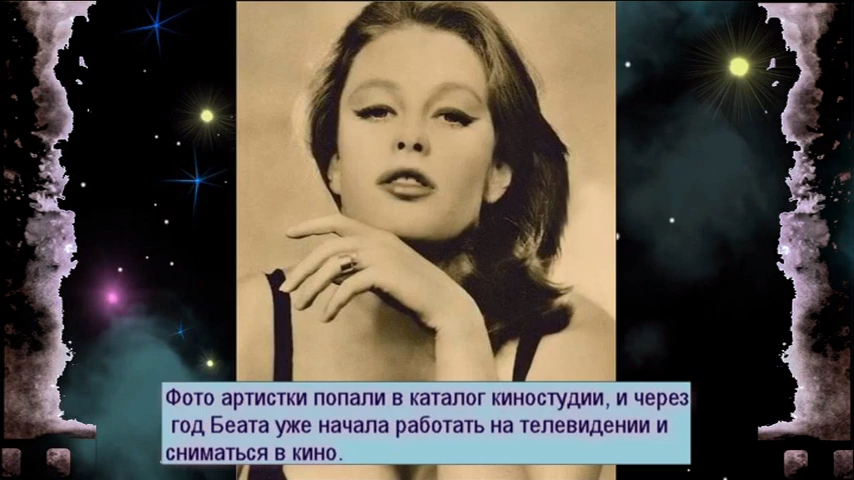 Фото артистки попали в каталог киностудии, и через
год Беата уже начала работать на телевидении и
сниматься в кино.